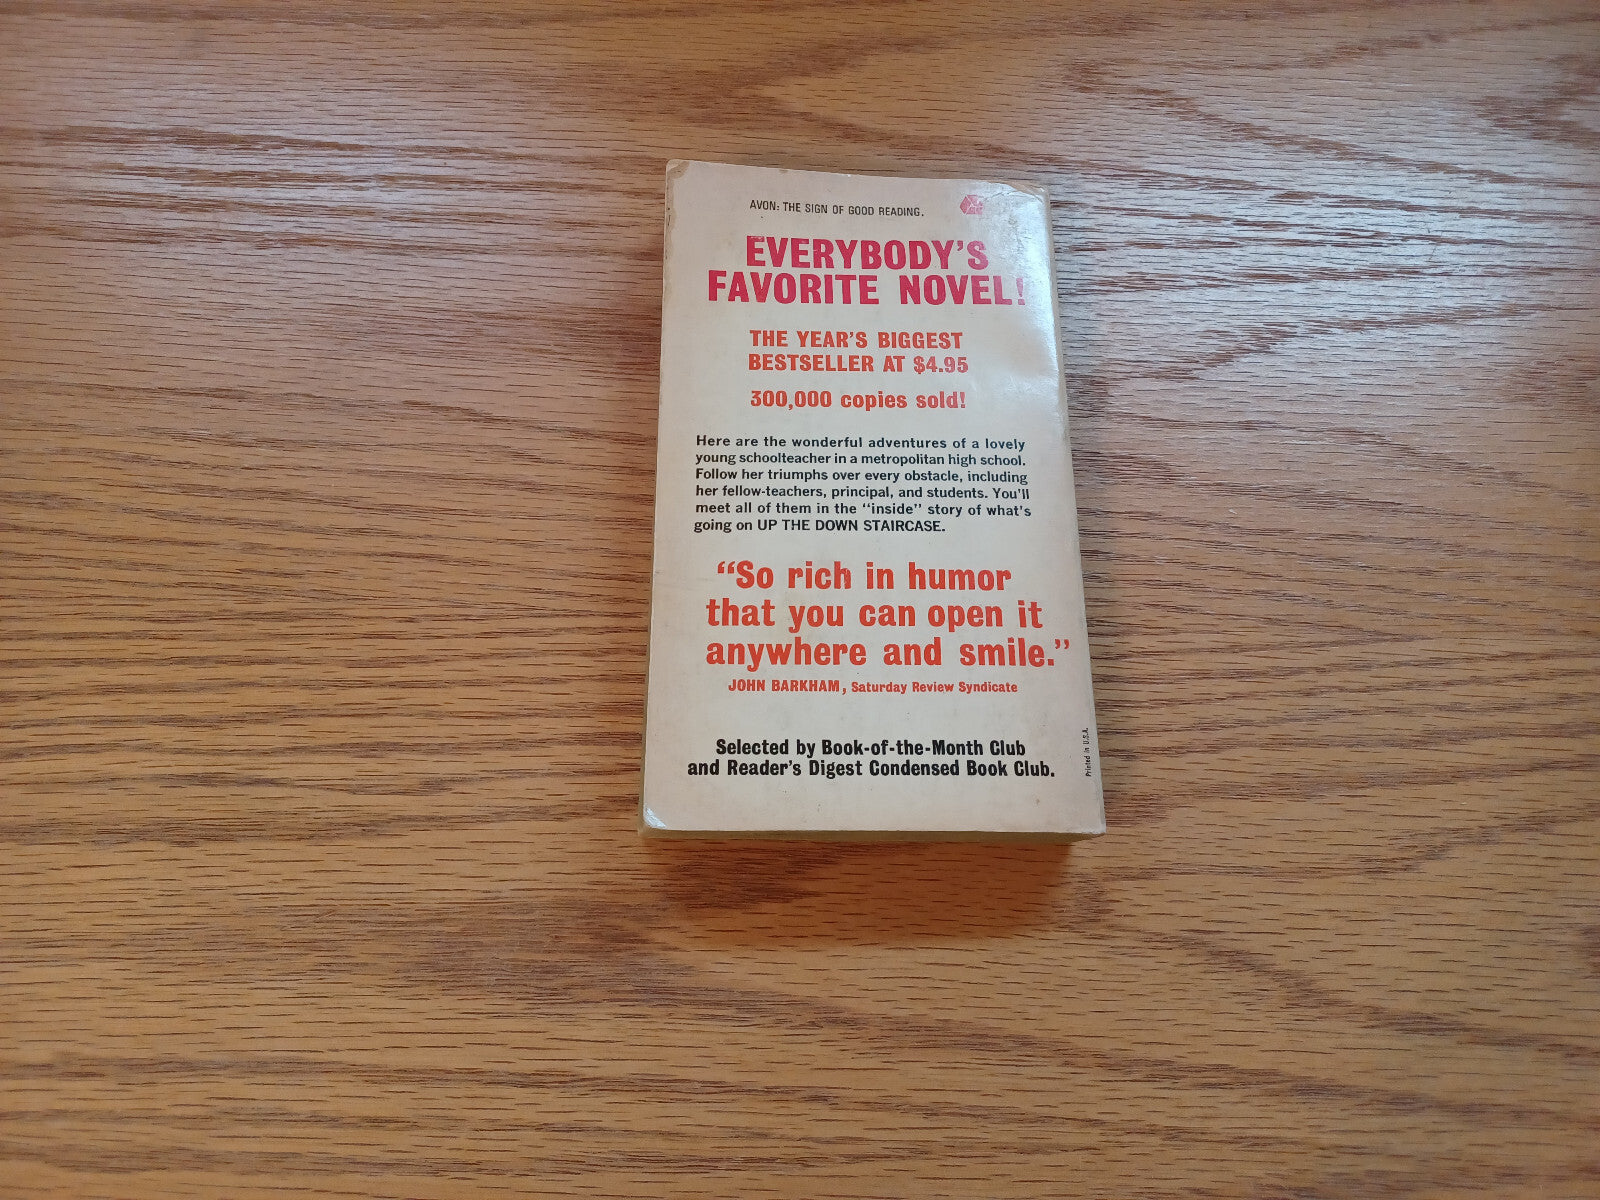 AVON: THE SIGN OF GOOD READING.
EVERYBODY'S
FAVORITE NOVEL!
THE YEAR'S BIGGEST
BESTSELLER AT $4.95
300,000 copies sold!
Here are the wonderful adventures of a lovely
young schoolteacher in a metropolitan high school.
Follow her triumphs over every obstacle, including
her fellow-teachers, principal, and students. You'll
meet all of them in the "inside" story of what's
going on UP THE DOWN STAIRCASE.
"So rich in humor
that you can open it
anywhere and smile."
JOHN BARKHAM, Saturday Review Syndicate
Selected by Book-of-the-Month Club
and Reader's Digest Condensed Book Club.
Printed in U.S.A.